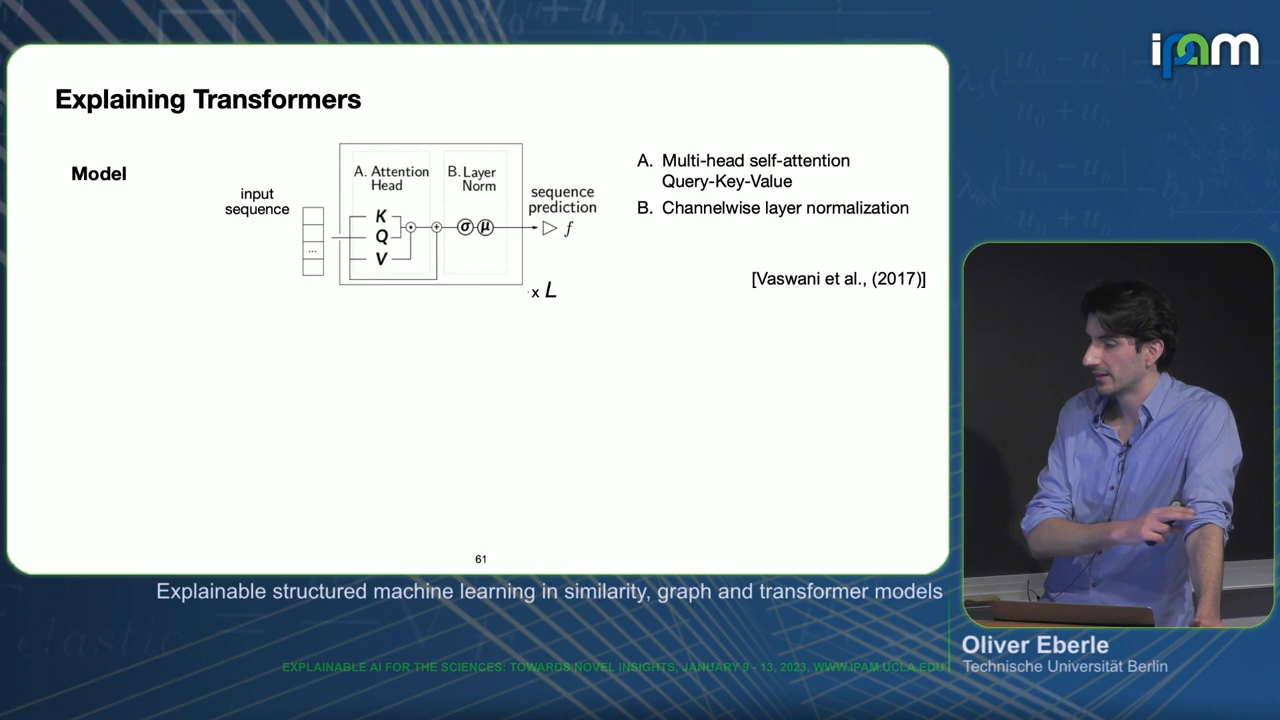 ipam
Explaining Transformers
Model
input
sequence
...
A. Attention
Head
K
Q
V
B. Layer
Norm
σ μ
sequence
prediction
f
x L
A. Multi-head self-attention
Query-Key-Value
B. Channelwise layer normalization
[Vaswani et al., (2017)]
61
Explainable structured machine learning in similarity, graph and transformer models
Oliver Eberle
Technische Universität Berlin
EXPLAINABLE AI FOR THE SCIENCES: TOWARDS NOVEL INSIGHTS, JANUARY 9 - 13, 2023, WWW.IPAM.UCLA.EDU
elastic